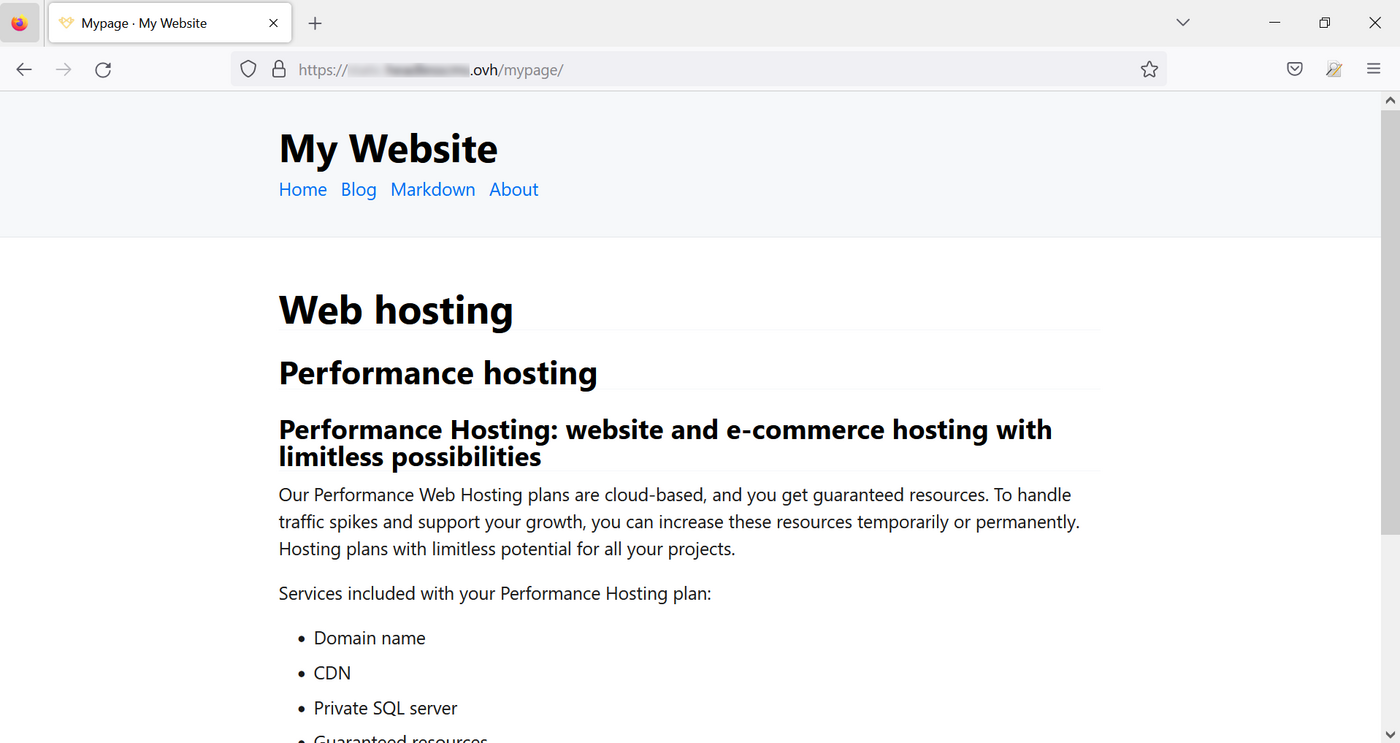 Mypage · My Website
https:// .ovh/mypage/
My Website
Home Blog Markdown About
Web hosting
Performance hosting
Performance Hosting: website and e-commerce hosting with
limitless possibilities
Our Performance Web Hosting plans are cloud-based, and you get guaranteed resources. To handle
traffic spikes and support your growth, you can increase these resources temporarily or permanently.
Hosting plans with limitless potential for all your projects.
Services included with your Performance Hosting plan:
• Domain name
• CDN
• Private SQL server
• Guaranteed resources